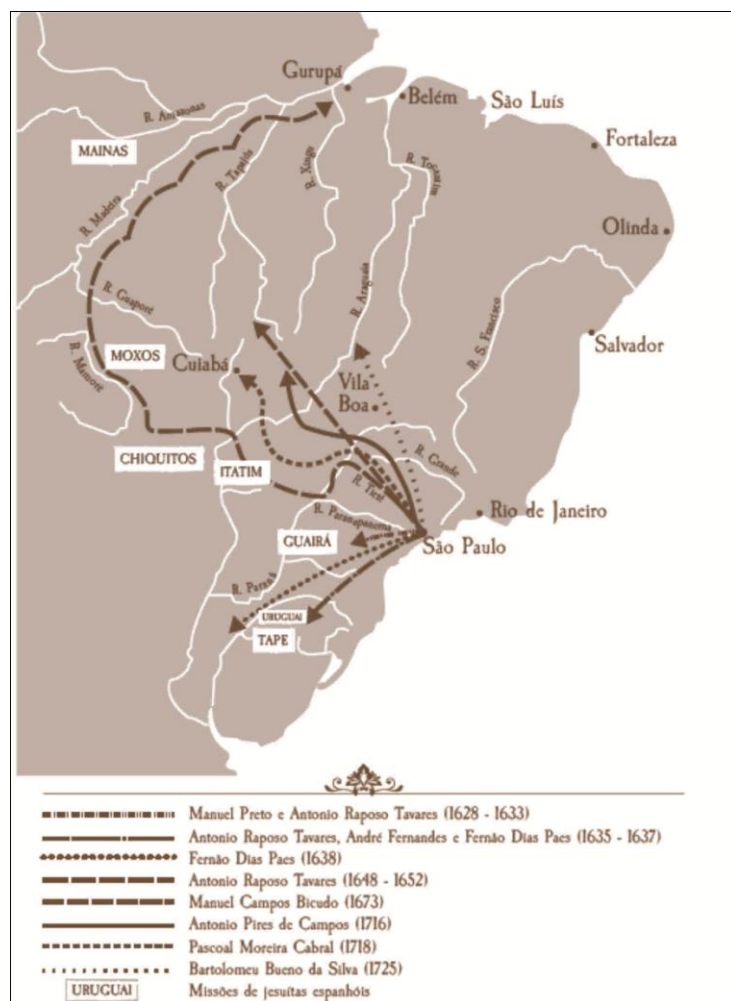 Gurupá
Belém
São Luís
R. Amazonas
Fortaleza
MAINAS
R. Tapajós
R. Xingu
R. Tocantim
R. Madeira
Olinda
R. Guaporé
R. Araguaia
R. S. Francisco
Salvador
MOXOS
Cuiabá
R. Mamoré
Vila
Boa
CHIQUITOS
ITATIM
R. Grande
R. Tietê
Rio de Janeiro
R. Paranapanema
GUAIRÁ
São Paulo
R. Paraná
URUGUAI
TAPE
Manuel Preto e Antonio Raposo Tavares (1628 - 1633)
Antonio Raposo Tavares, André Fernandes e Fernão Dias Paes (1635 - 1637)
Fernão Dias Paes (1638)
Antonio Raposo Tavares (1648 - 1652)
Manuel Campos Bicudo (1673)
Antonio Pires de Campos (1716)
Pascoal Moreira Cabral (1718)
Bartolomeu Bueno da Silva (1725)
URUGUAI Missões de jesuítas espanhóis